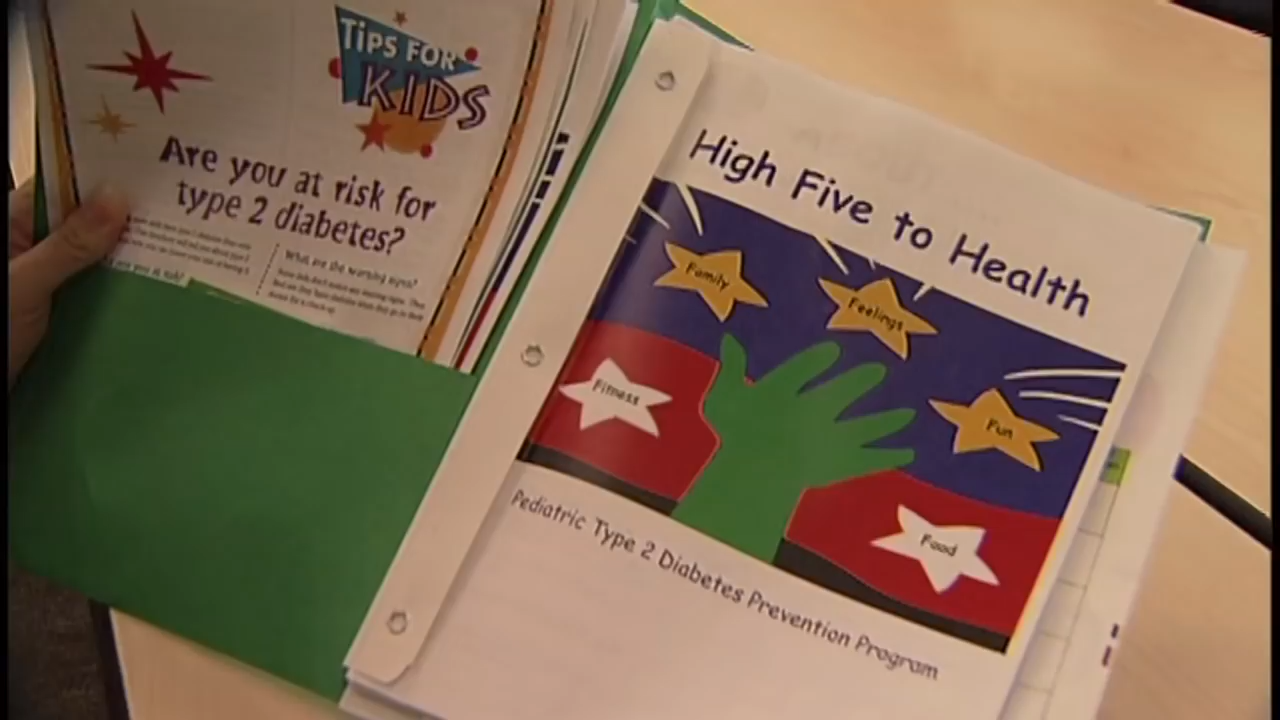 TiPS FOR
KIDS
Are you at risk for
type 2 diabetes?
What are the warning signs?
High Five to Health
Family
Feelings
Fitness
Fun
Food
Pediatric Type 2 Diabetes Prevention Program